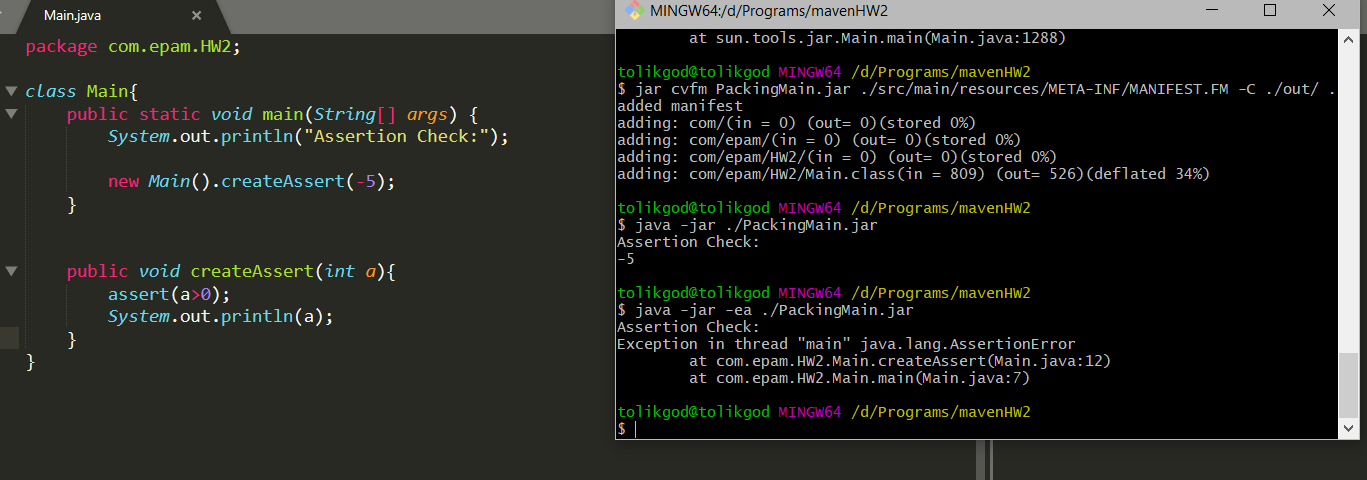 Main.java ×
package com.epam.HW2;
class Main{
public static void main(String[] args) {
System.out.println("Assertion Check:");
new Main().createAssert(-5);
}
public void createAssert(int a){
assert(a>0);
System.out.println(a);
}
}
MINGW64:/d/Programs/mavenHW2
at sun.tools.jar.Main.main(Main.java:1288)
tolikgod@tolikgod MINGW64 /d/Programs/mavenHW2
$ jar cvfm PackingMain.jar ./src/main/resources/META-INF/MANIFEST.FM -C ./out/ .
added manifest
adding: com/(in = 0) (out= 0)(stored 0%)
adding: com/epam/(in = 0) (out= 0)(stored 0%)
adding: com/epam/HW2/(in = 0) (out= 0)(stored 0%)
adding: com/epam/HW2/Main.class(in = 809) (out= 526)(deflated 34%)
tolikgod@tolikgod MINGW64 /d/Programs/mavenHW2
$ java -jar ./PackingMain.jar
Assertion Check:
-5
tolikgod@tolikgod MINGW64 /d/Programs/mavenHW2
$ java -jar -ea ./PackingMain.jar
Assertion Check:
Exception in thread "main" java.lang.AssertionError
at com.epam.HW2.Main.createAssert(Main.java:12)
at com.epam.HW2.Main.main(Main.java:7)
tolikgod@tolikgod MINGW64 /d/Programs/mavenHW2
$